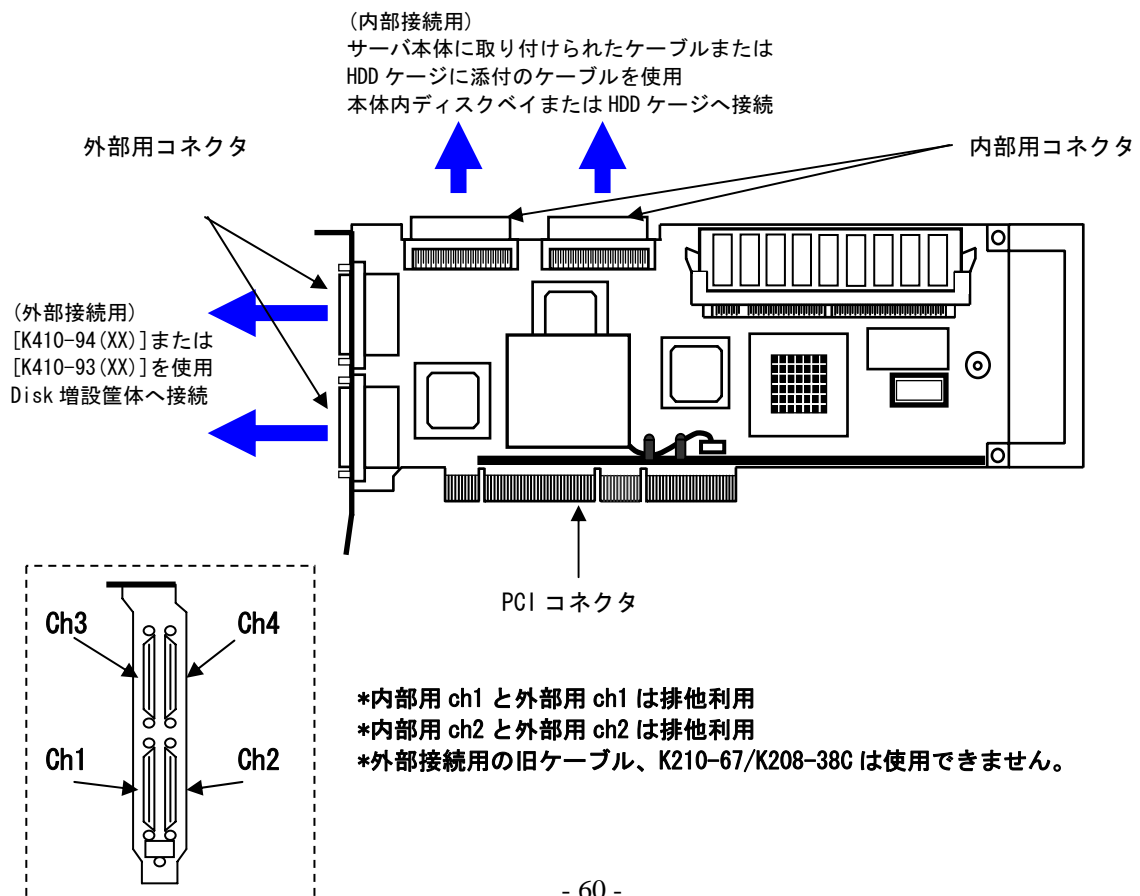 (内部接続用)
サーバ本体に取り付けられたケーブルまたは
HDD ケージに添付のケーブルを使用
本体内ディスクベイまたは HDD ケージへ接続
外部用コネクタ
内部用コネクタ
(外部接続用)
[K410-94(XX)]または
[K410-93(XX)]を使用
Disk 増設筐体へ接続
PCI コネクタ
Ch3
Ch4
Ch1
Ch2
*内部用 ch1 と外部用 ch1 は排他利用
*内部用 ch2 と外部用 ch2 は排他利用
*外部接続用の旧ケーブル、K210-67/K208-38C は使用できません。
- 60 -